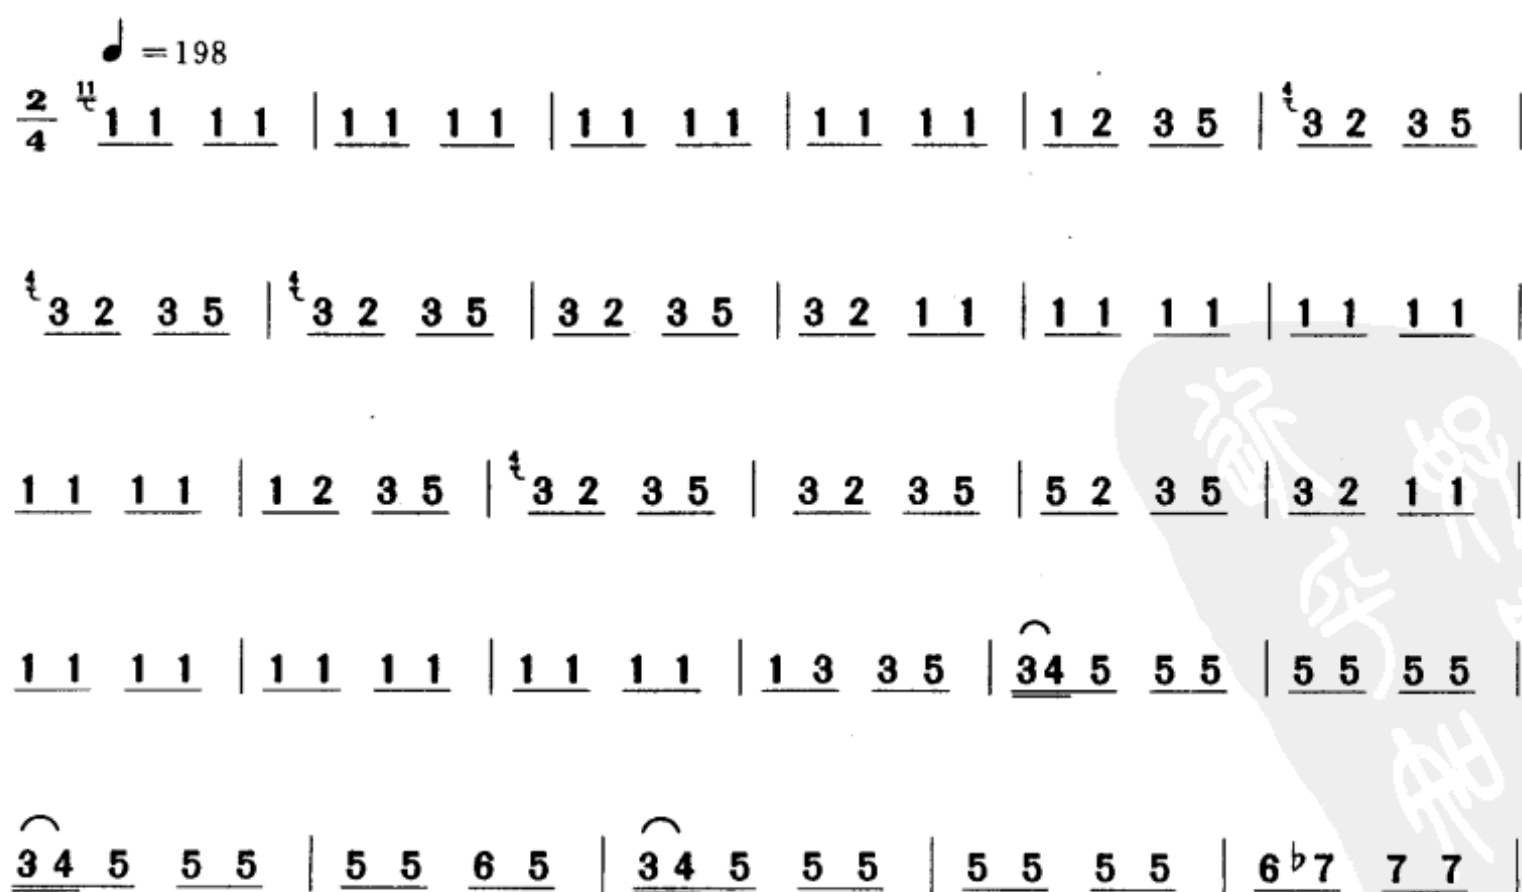 ♩=198
2/4 11 1 1 1 1 | 1 1 1 1 | 1 1 1 1 | 1 1 1 1 | 1 2 3 5 | 4 3 2 3 5 |
4 3 2 3 5 | 4 3 2 3 5 | 3 2 3 5 | 3 2 1 1 | 1 1 1 1 | 1 1 1 1 |
1 1 1 1 | 1 2 3 5 | 4 3 2 3 5 | 3 2 3 5 | 5 2 3 5 | 3 2 1 1 |
1 1 1 1 | 1 1 1 1 | 1 1 1 1 | 1 3 3 5 | 34 5 5 5 | 5 5 5 5 |
34 5 5 5 | 5 5 6 5 | 34 5 5 5 | 5 5 5 5 | 6 ♭7 7 7 |